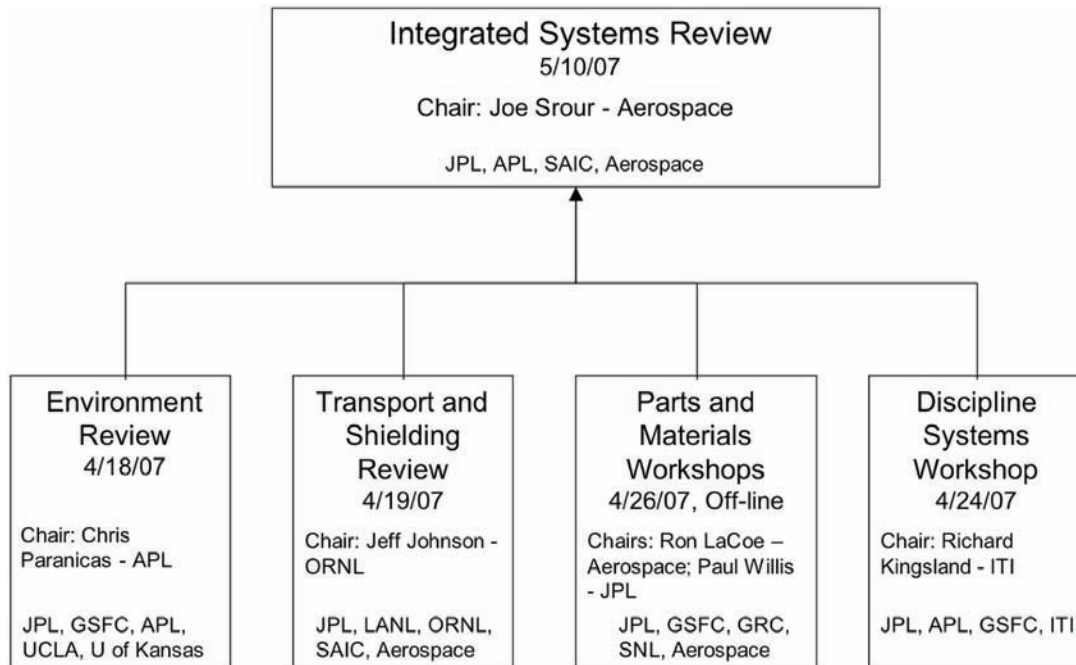 Integrated Systems Review
5/10/07
Chair: Joe Srour - Aerospace
JPL, APL, SAIC, Aerospace
Environment
Review
4/18/07
Chair: Chris
Paranicas - APL
JPL, GSFC, APL,
UCLA, U of Kansas
Transport and
Shielding
Review
4/19/07
Chair: Jeff Johnson -
ORNL
JPL, LANL, ORNL,
SAIC, Aerospace
Parts and
Materials
Workshops
4/26/07, Off-line
Chairs: Ron LaCoe –
Aerospace; Paul Willis
- JPL
JPL, GSFC, GRC,
SNL, Aerospace
Discipline
Systems
Workshop
4/24/07
Chair: Richard
Kingsland - ITI
JPL, APL, GSFC, ITI